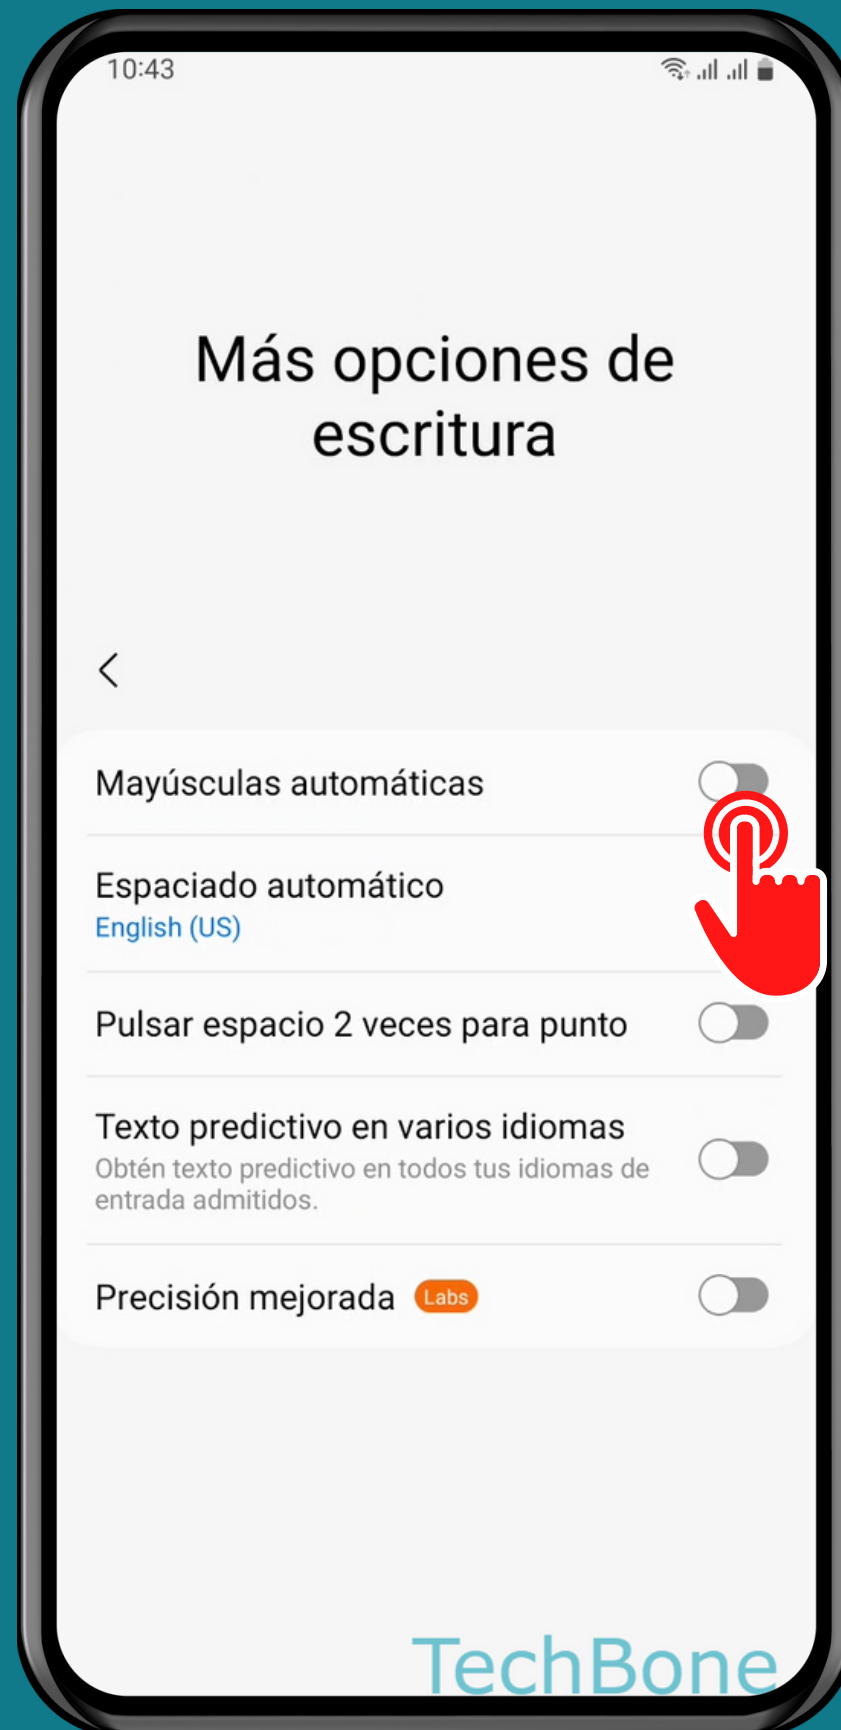 10:43
Más opciones de
escritura
Mayúsculas automáticas
Espaciado automático
English (US)
Pulsar espacio 2 veces para punto
Texto predictivo en varios idiomas
Obtén texto predictivo en todos tus idiomas de
entrada admitidos.
Precisión mejorada Labs
TechBone